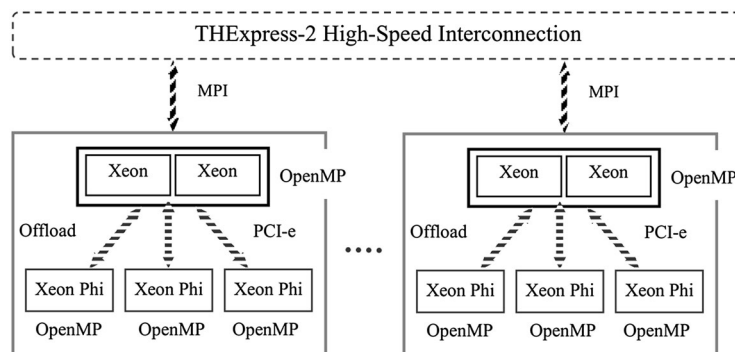 THExpress-2 High-Speed Interconnection
MPI MPI
Xeon Xeon OpenMP Xeon Xeon OpenMP
Offload PCI-e Offload PCI-e
····
Xeon Phi Xeon Phi Xeon Phi Xeon Phi Xeon Phi Xeon Phi
OpenMP OpenMP OpenMP OpenMP OpenMP OpenMP